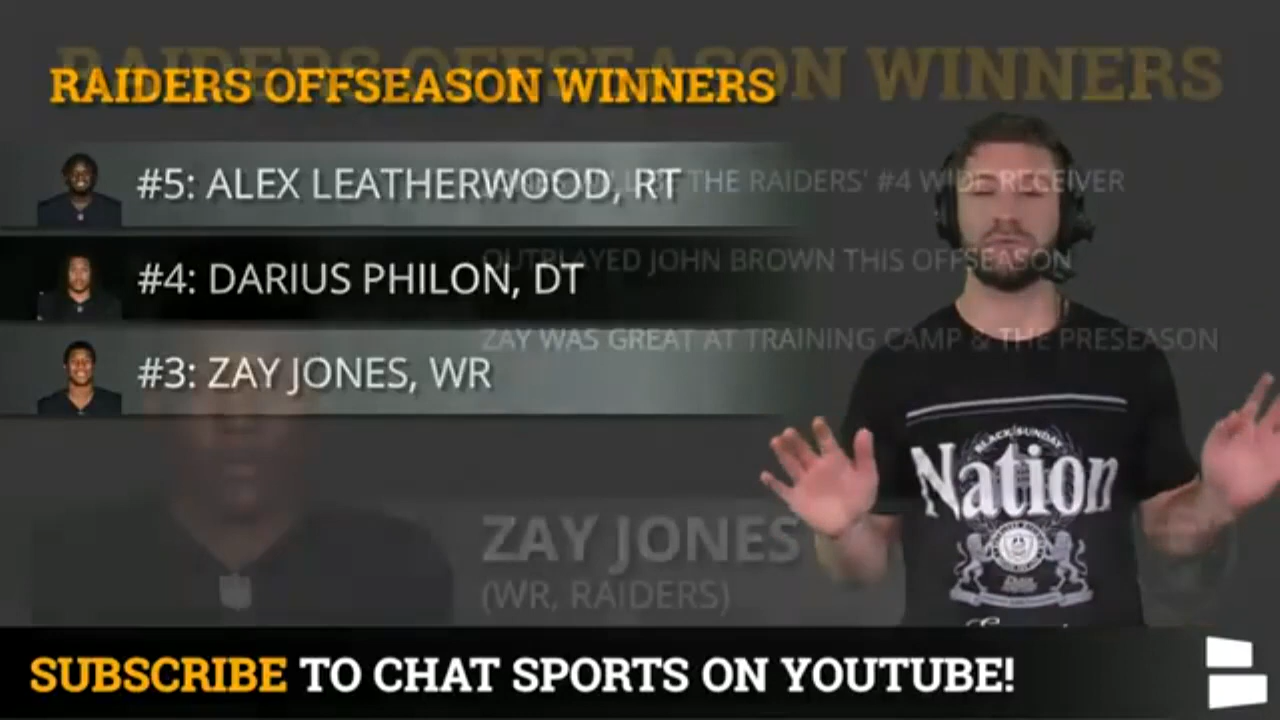 RAIDERS OFFSEASON WINNERS
RAIDERS OFFSEASON WINNERS
#5: ALEX LEATHERWOOD, RT
THE RAIDERS' #4 WIDE RECEIVER
#4: DARIUS PHILON, DT
OUTPLAYED JOHN BROWN THIS OFFSEASON
ZAY WAS GREAT AT TRAINING CAMP & THE PRESEASON
#3: ZAY JONES, WR
BLACK SUNDAY
Nation
ZAY JONES
(WR, RAIDERS)
SUBSCRIBE TO CHAT SPORTS ON YOUTUBE!